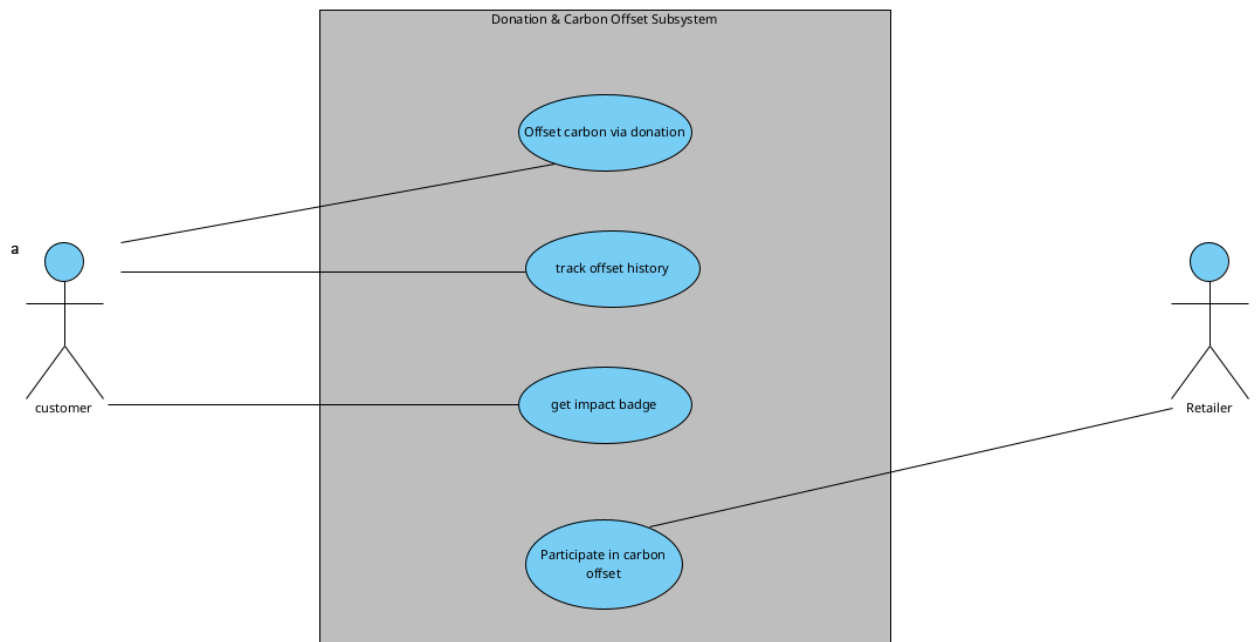 Donation & Carbon Offset Subsystem
Offset carbon via donation
a
track offset history
customer
get impact badge
Retailer
Participate in carbon
offset